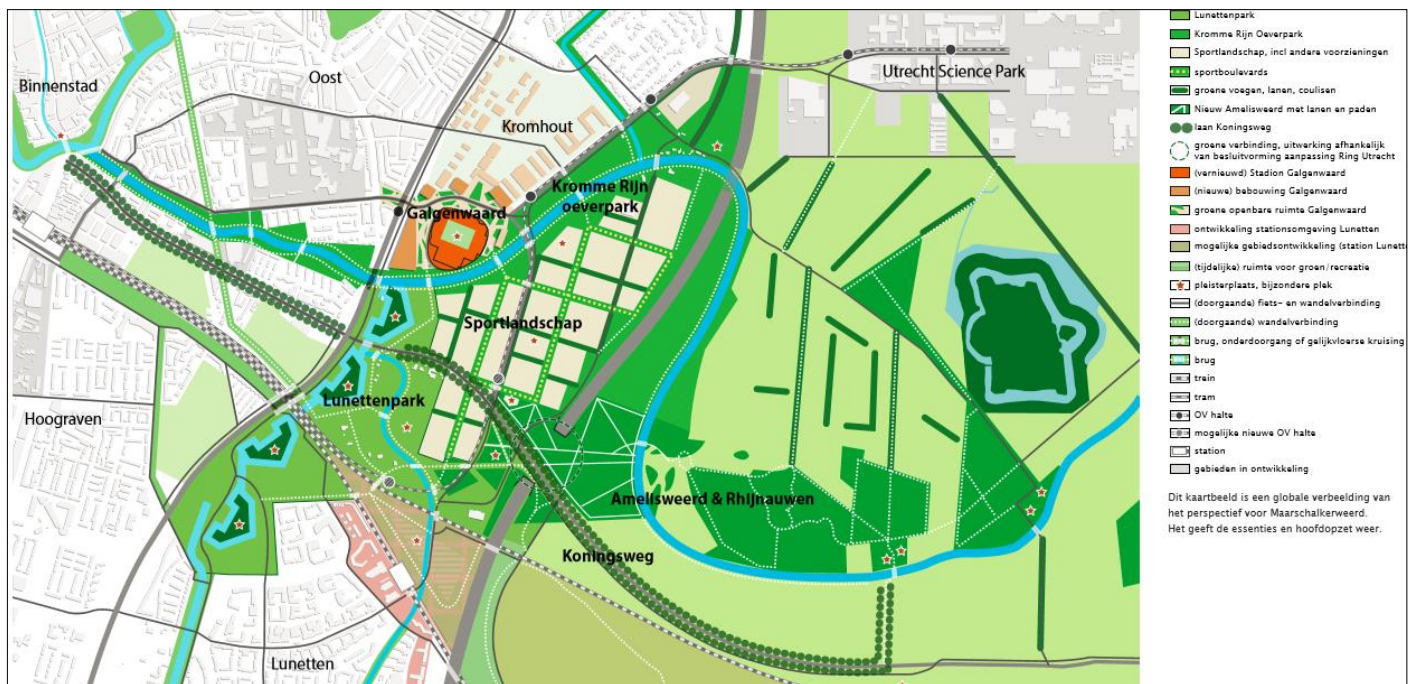 Binnenstad
Oost
Utrecht Science Park
Kromhout
Kromme Rijn
oeverpark
Galgenwaard
Sportlandschap
Lunettenpark
Hoograven
Amelisweerd & Rhijnauwen
Koningsweg
Lunetten
Lunettenpark
Kromme Rijn Oeverpark
Sportlandschap, incl andere voorzieningen
sportboulevards
groene voegen, lanen, coulisen
Nieuw Amelisweerd met lanen en paden
laan Koningsweg
groene verbinding, uitwerking afhankelijk
van besluitvorming aanpassing Ring Utrecht
(vernieuwd) Stadion Galgenwaard
(nieuwe) bebouwing Galgenwaard
groene openbare ruimte Galgenwaard
ontwikkeling stationsomgeving Lunetten
mogelijke gebiedsontwikkeling (station Lunett
(tijdelijke) ruimte voor groen/recreatie
pleisterplaats, bijzondere plek
(doorgaande) fiets- en wandelverbinding
(doorgaande) wandelverbinding
brug, onderdoorgang of gelijkvloerse kruising
brug
trein
tram
OV halte
mogelijke nieuwe OV halte
station
gebieden in ontwikkeling
Dit kaartbeeld is een globale verbeelding van
het perspectief voor Maarschalkerweerd.
Het geeft de essenties en hoofdopzet weer.